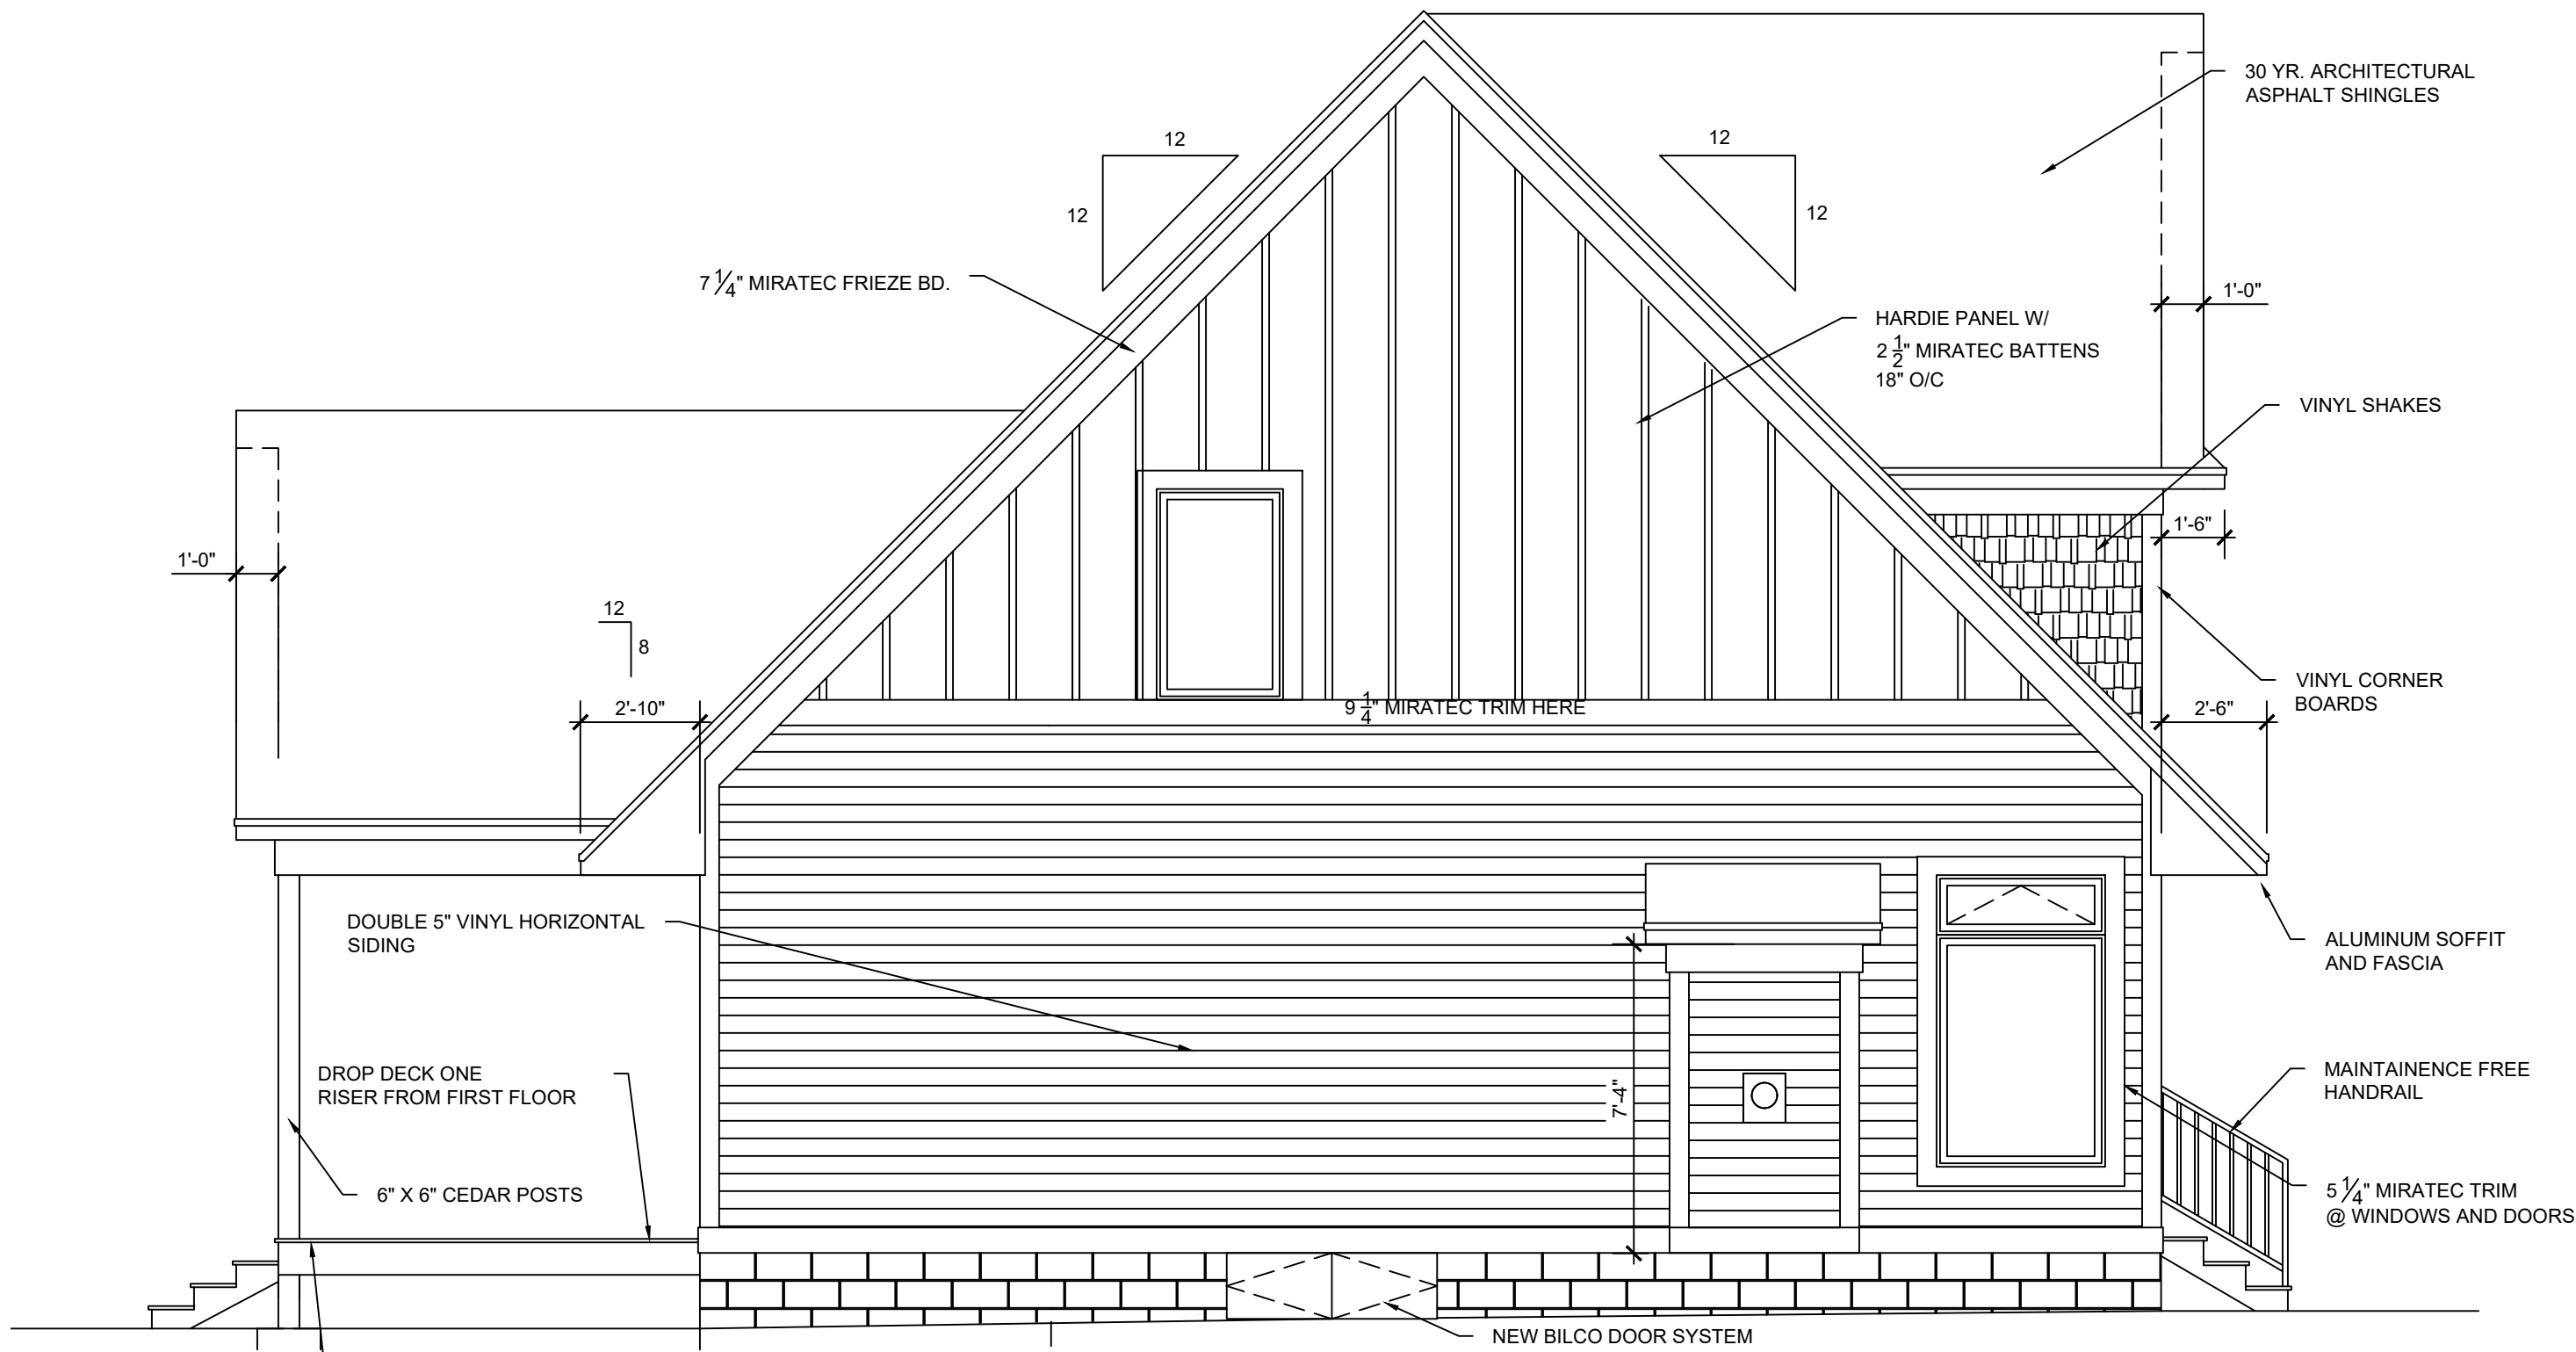 30 YR. ARCHITECTURAL
ASPHALT SHINGLES
12
12
12
12
7 1/4" MIRATEC FRIEZE BD.
1'-0"
HARDIE PANEL W/
2 1/2" MIRATEC BATTENS
18" O/C
VINYL SHAKES
1'-6"
1'-0"
12
8
VINYL CORNER
BOARDS
2'-10"
9 1/4" MIRATEC TRIM HERE
2'-6"
DOUBLE 5" VINYL HORIZONTAL
SIDING
ALUMINUM SOFFIT
AND FASCIA
DROP DECK ONE
RISER FROM FIRST FLOOR
7'-4"
MAINTAINENCE FREE
HANDRAIL
6" X 6" CEDAR POSTS
5 1/4" MIRATEC TRIM
@ WINDOWS AND DOORS
NEW BILCO DOOR SYSTEM